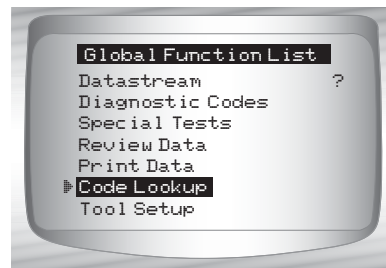 Global Function List
Datastream ?
Diagnostic Codes
Special Tests
Review Data
Print Data
Code Lookup
Tool Setup